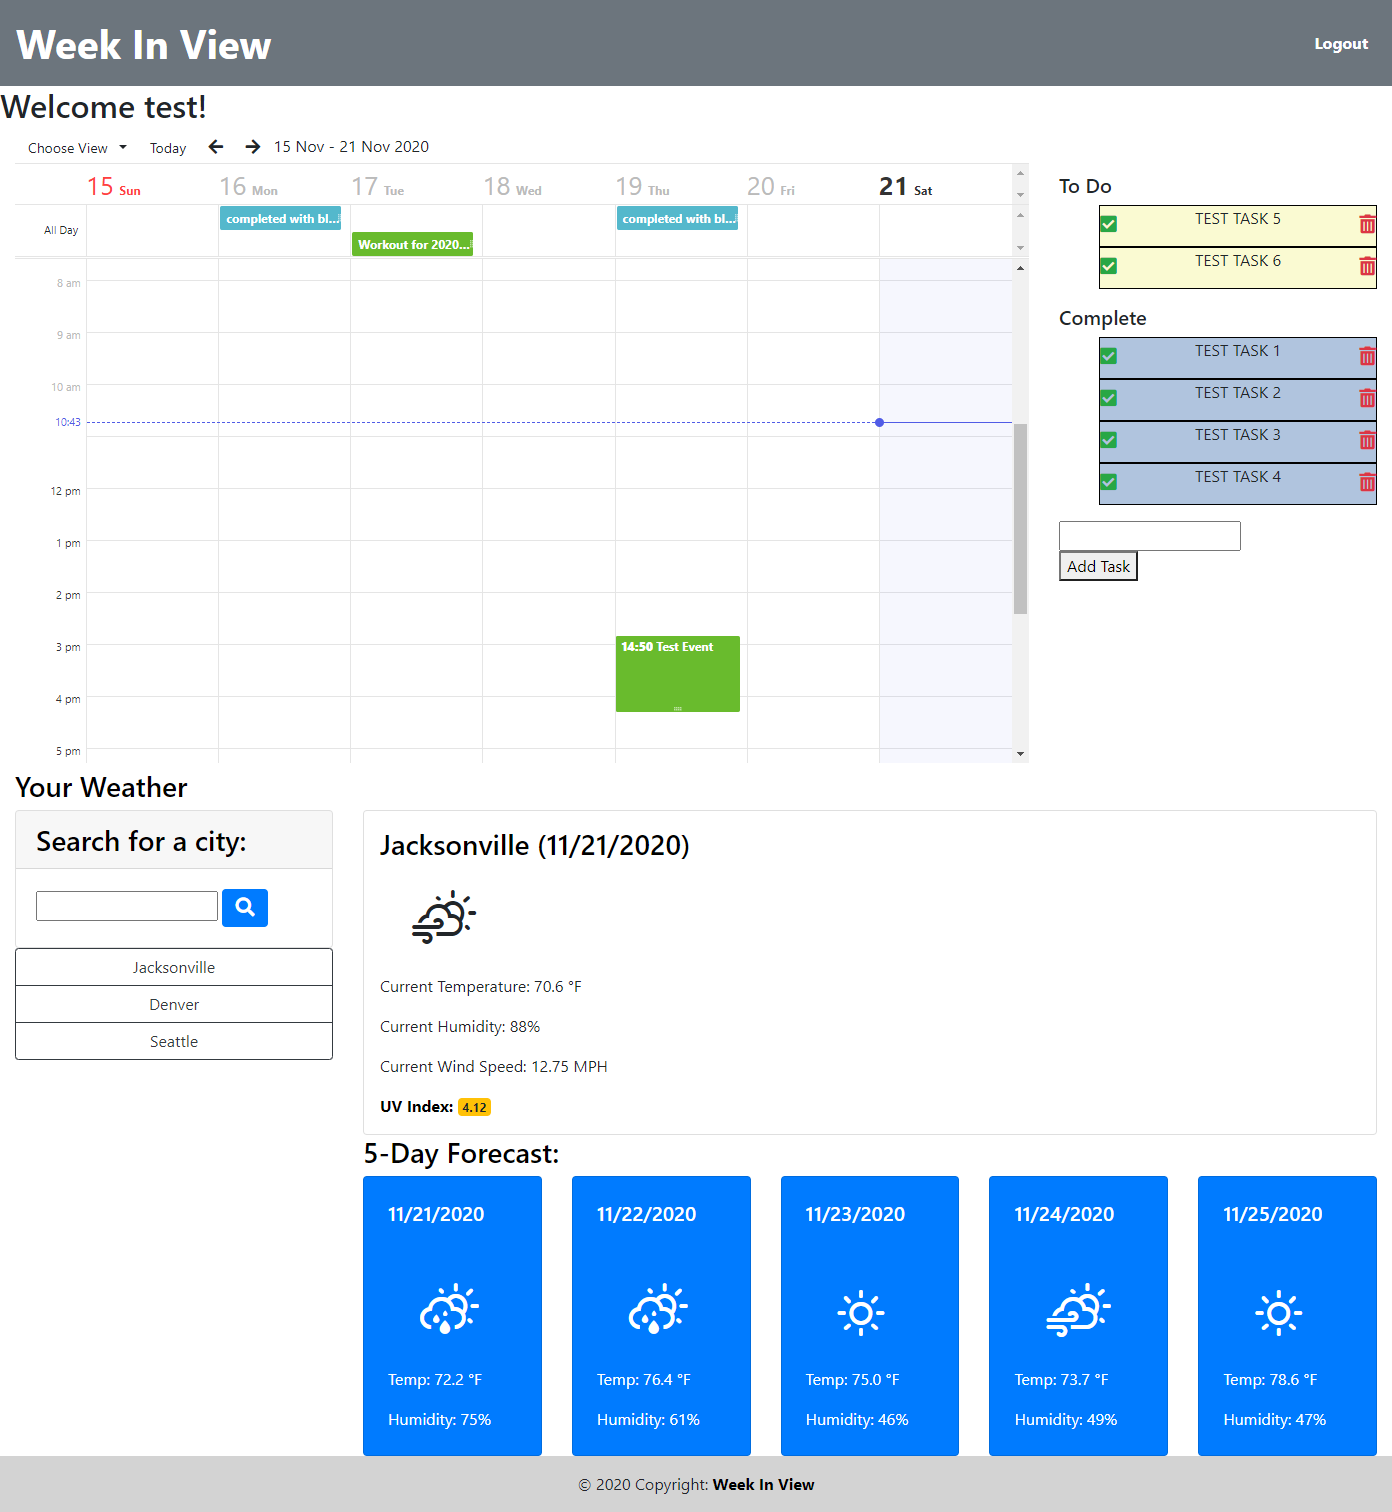 Week In View
Logout
Welcome test!
Choose View Today 15 Nov - 21 Nov 2020
15 Sun 16 Mon 17 Tue 18 Wed 19 Thu 20 Fri 21 Sat
All Day
completed with bl... completed with bl...
Workout for 2020...
8 am
9 am
10 am
10:43
12 pm
1 pm
2 pm
3 pm
4 pm
5 pm
14:50 Test Event
To Do
TEST TASK 5
TEST TASK 6
Complete
TEST TASK 1
TEST TASK 2
TEST TASK 3
TEST TASK 4
Add Task
Your Weather
Search for a city:
Jacksonville
Denver
Seattle
Jacksonville (11/21/2020)
Current Temperature: 70.6 °F
Current Humidity: 88%
Current Wind Speed: 12.75 MPH
UV Index: 4.12
5-Day Forecast:
11/21/2020
Temp: 72.2 °F
Humidity: 75%
11/22/2020
Temp: 76.4 °F
Humidity: 61%
11/23/2020
Temp: 75.0 °F
Humidity: 46%
11/24/2020
Temp: 73.7 °F
Humidity: 49%
11/25/2020
Temp: 78.6 °F
Humidity: 47%
© 2020 Copyright: Week In View